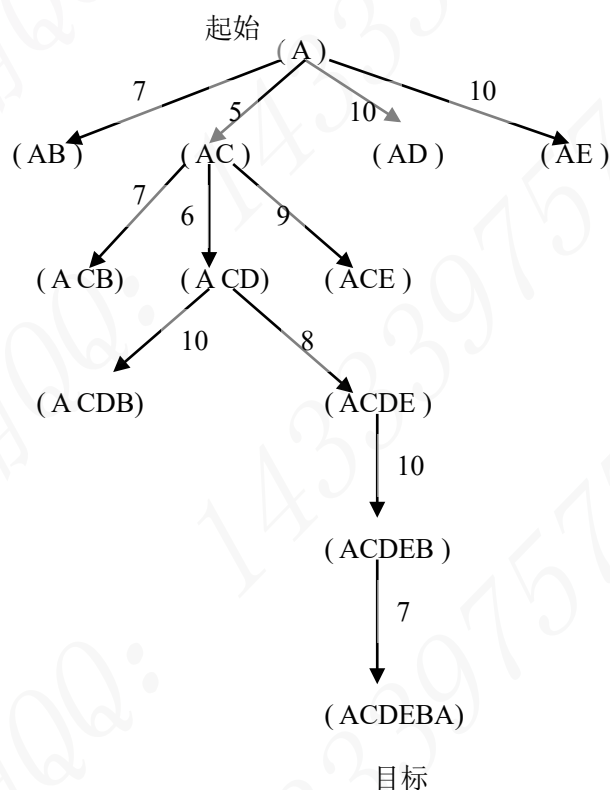 起始
( A )
7 5 10 10
( AB ) ( AC ) ( AD ) ( AE )
7 6 9
( A CB) ( A CD) ( ACE )
10 8
( A CDB) ( ACDE )
10
( ACDEB )
7
( ACDEBA)
目标